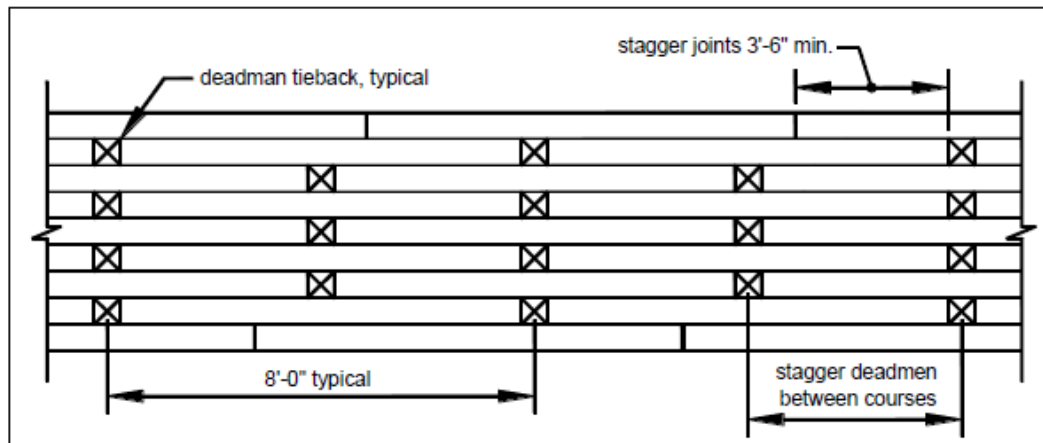 stagger joints 3'-6" min.
deadman tieback, typical
8'-0" typical
stagger deadmen
between courses